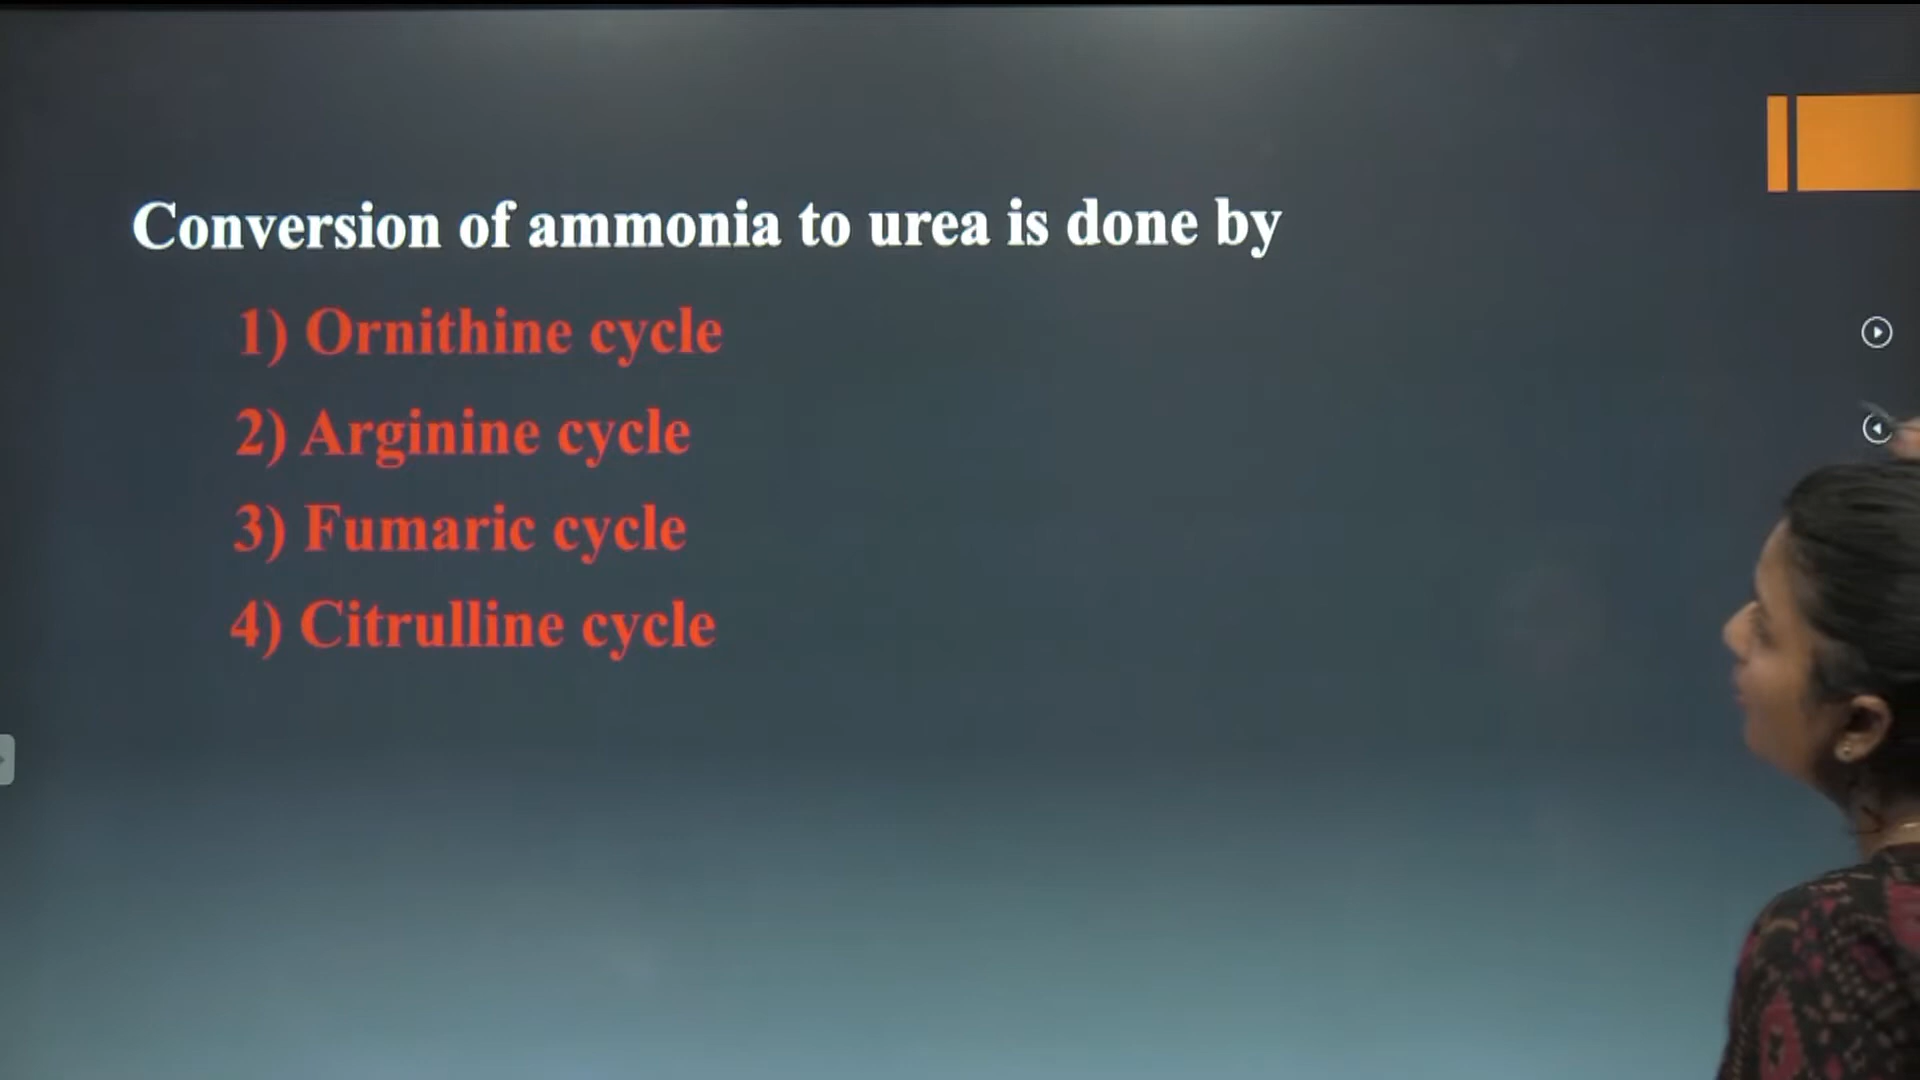 Conversion of ammonia to urea is done by
1) Ornithine cycle
2) Arginine cycle
3) Fumaric cycle
4) Citrulline cycle